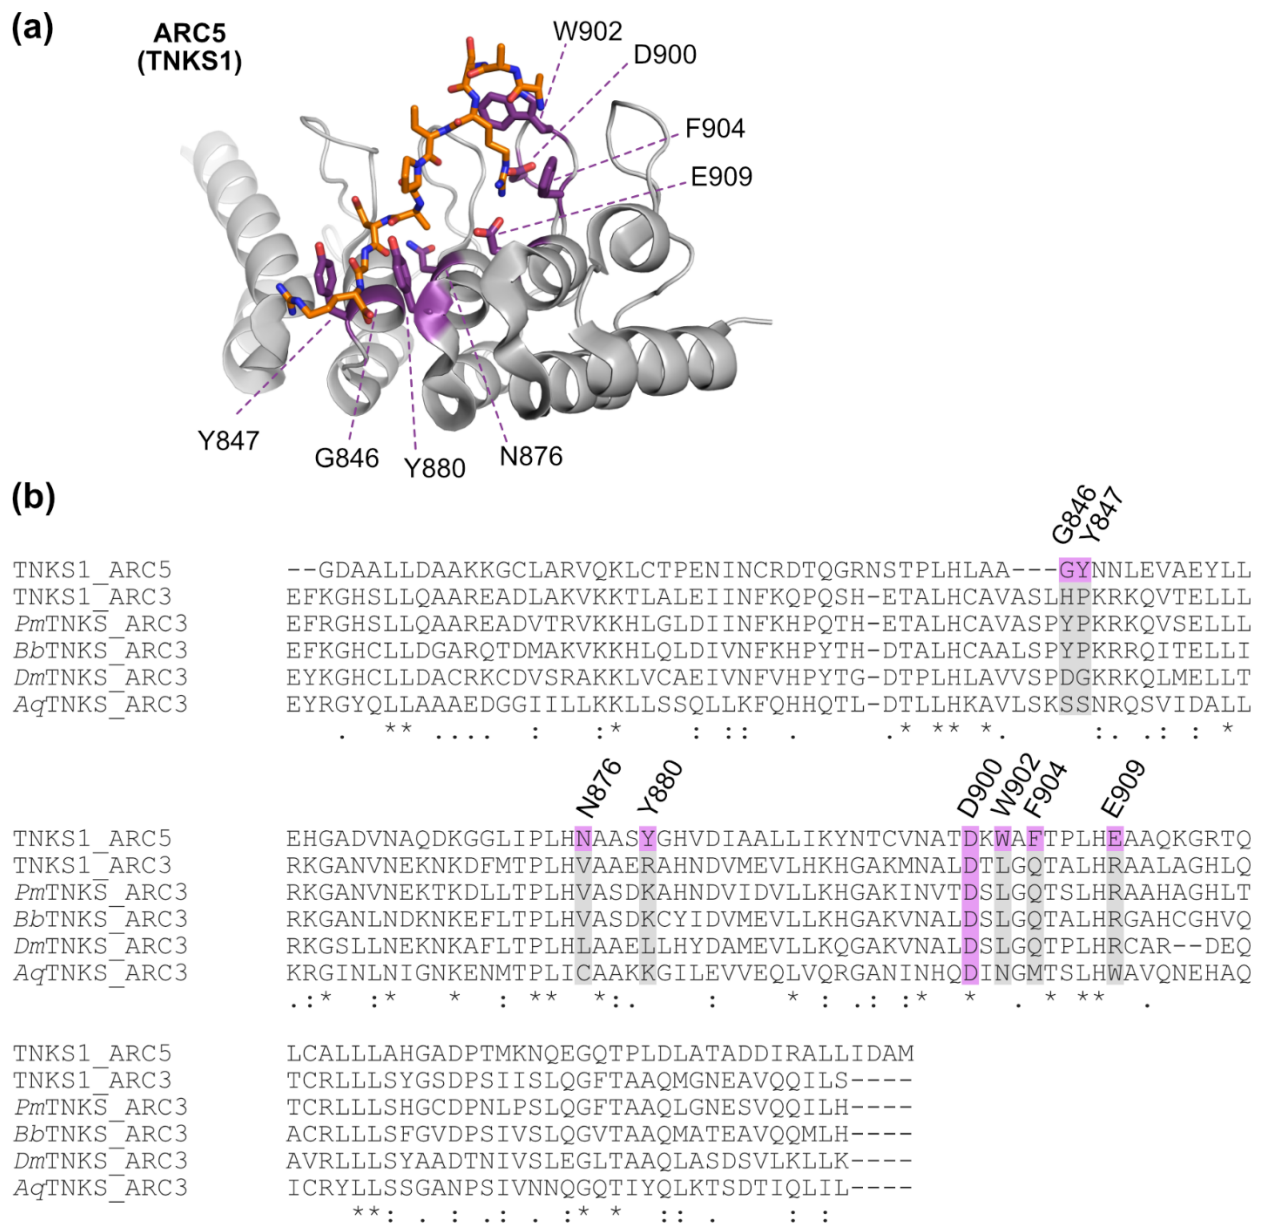 (a)
ARC5
(TNKS1)
W902
D900
F904
E909
Y847
G846
Y880
N876
(b)
G846
Y847
TNKS1_ARC5 --GDAALLDAAKKGCLARVQKLCTPENINCRDTQGRNSTPLHLAA---GYNNLEVAEYLL
TNKS1_ARC3 EFKGHSLLQAAREADLAKVKKTLALEIINFKQPQSH-ETALHCAVASLHPKRKQVTELLL
PmTNKS_ARC3 EFRGHSLLQAAREADVTRVKKHLGLDIINFKHPQTH-ETALHCAVASPYPKRKQVSELLL
BbTNKS_ARC3 EFKGHCLLDGARQTDMAKVKKHLQLDIVNFKHPYTH-DTALHCAALSPYPKRRQITELLI
DmTNKS_ARC3 EYKGHCLLDACRKCDVSRAKKLVCAEIVNFVHPYTG-DTPLHLAVVSPDGKRKQLMELLT
AqTNKS_ARC3 EYRGYQLLAAAEDGGIILLKKLLSSQLLKFQHHQTL-DTLLHKAVLSKSSNRQSVIDALL
. ** .... : :* : :: . .* ** *. :. .: : *
N876
Y880
D900
W902
F904
E909
TNKS1_ARC5 EHGADVNAQDKGGLIPLHNAASYGHVDIAALLIKYNTCVNATDKWAFTPLHEAAQKGRTQ
TNKS1_ARC3 RKGANVNEKNKDFMTPLHVAAERAHNDVMEVLHKHGAKMNALDTLGQTALHRAALAGHLQ
PmTNKS_ARC3 RKGANVNEKTKDLLTPLHVASDKAHNDVIDVLLKHGAKINVTDSLGQTSLHRAAHAGHLT
BbTNKS_ARC3 RKGANLNDKNKEFLTPLHVASDKCYIDVMEVLLKHGAKVNALDSLGQTALHRGAHCGHVQ
DmTNKS_ARC3 RKGSLLNEKNKAFLTPLHLAAELLHYDAMEVLLKQGAKVNALDSLGQTPLHRCAR--DEQ
AqTNKS_ARC3 KRGINLNIGNKENMTPLICAAKKGILEVVEQLVQRGANINHQDINGMTSLHWAVQNEHAQ
.:* :* * : ** *:. : * : .: :* * . * ** .
TNKS1_ARC5 LCALLLAHGADPTMKNQEGQTPLDLATADDIRALLIDAM
TNKS1_ARC3 TCRLLLSYGSDPSIISLQGFTAAQMGNEAVQQILS----
PmTNKS_ARC3 TCRLLLSHGCDPNLPSLQGFTAAQLGNESVQQILH----
BbTNKS_ARC3 ACRLLLSFGVDPSIVSLQGVTAAQMATEAVQQMLH----
DmTNKS_ARC3 AVRLLLSYAADTNIVSLEGLTAAQLASDSVLKLLK----
AqTNKS_ARC3 ICRYLLSSGANPSIVNNQGQTIYQLKTSDTIQLIL----
**: . : .: . :* * :: . : :